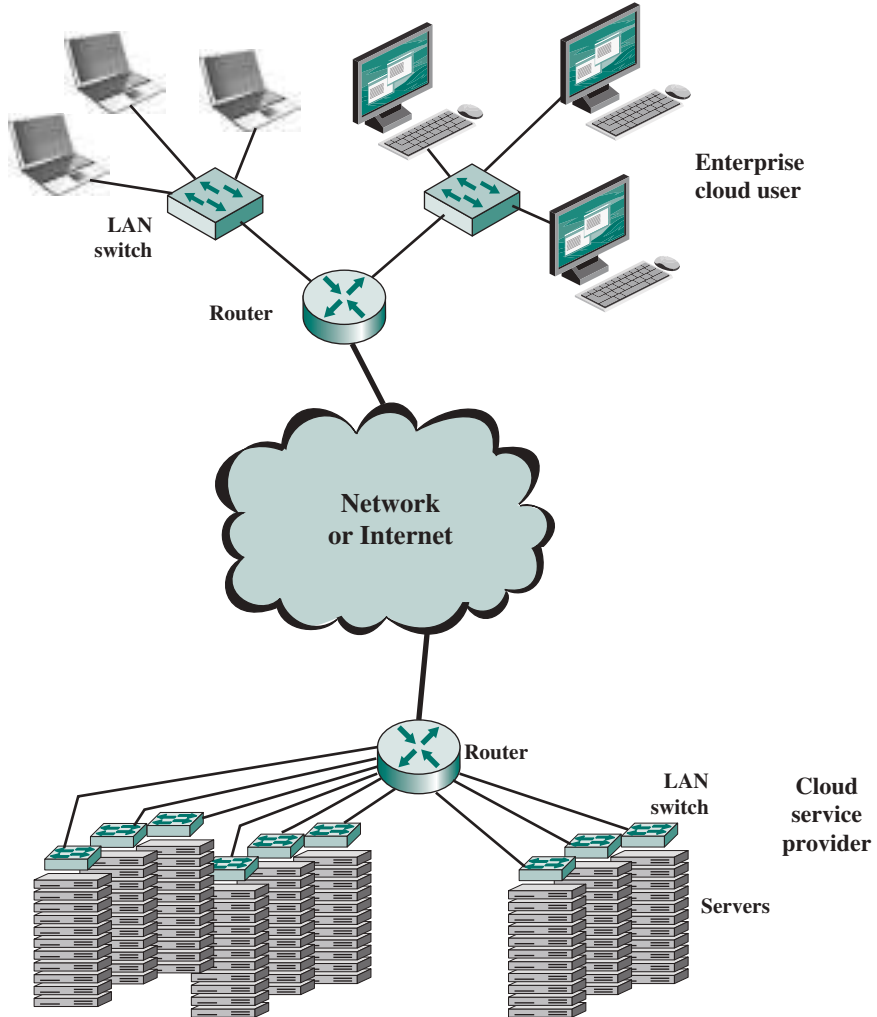 Enterprise
cloud user
LAN
switch
Router
Network
or Internet
Router
LAN
switch
Cloud
service
provider
Servers